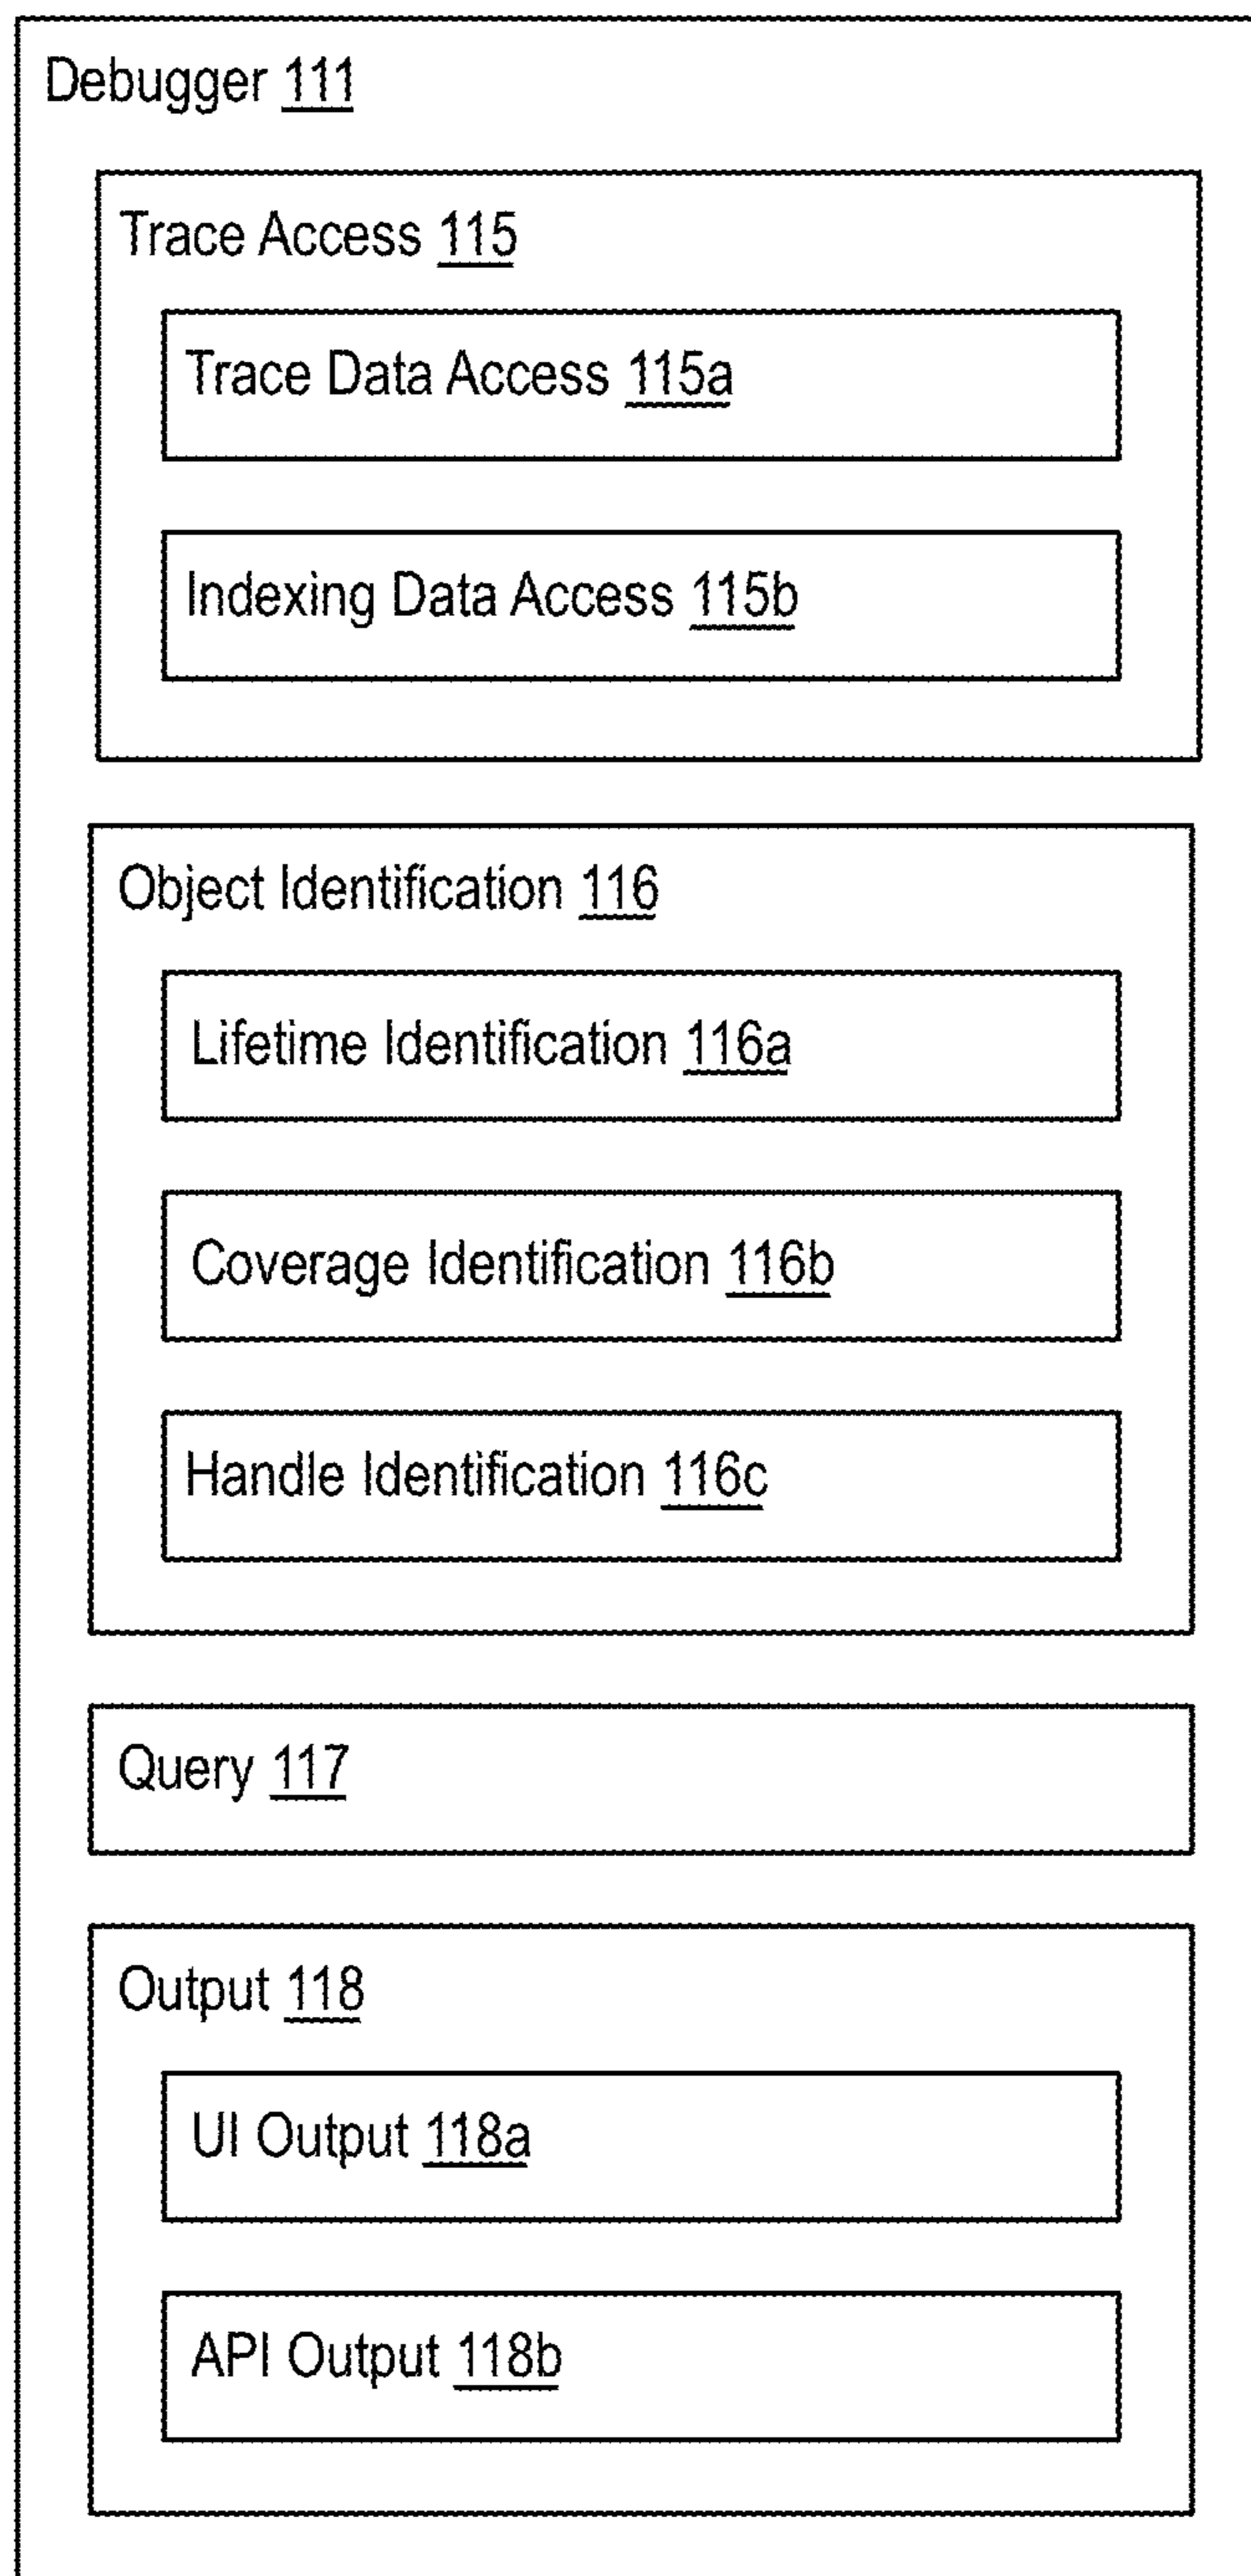 Debugger 111
Trace Access 115
Trace Data Access 115a
Indexing Data Access 115b
Object Identification 116
Lifetime Identification 116a
Coverage Identification 116b
Handle Identification 116c
Query 117
Output 118
UI Output 118a
API Output 118b